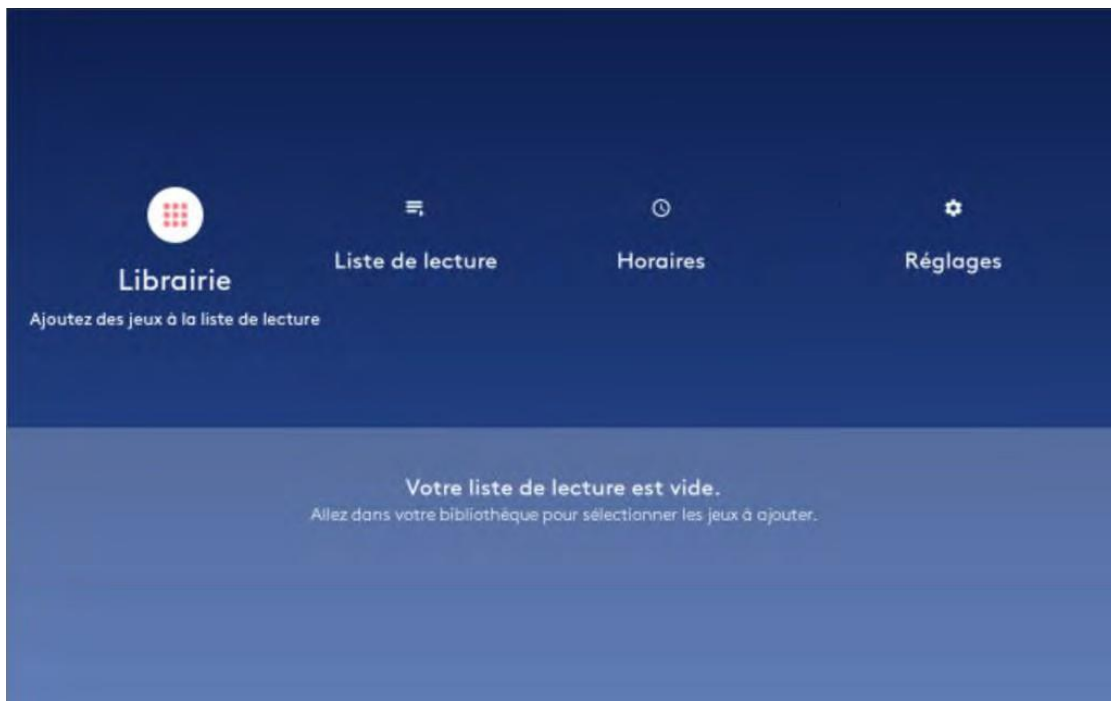 Librairie
Ajoutez des jeux à la liste de lecture
Liste de lecture
Horaires
Réglages
Votre liste de lecture est vide.
Allez dans votre bibliothèque pour sélectionner les jeux à ajouter.